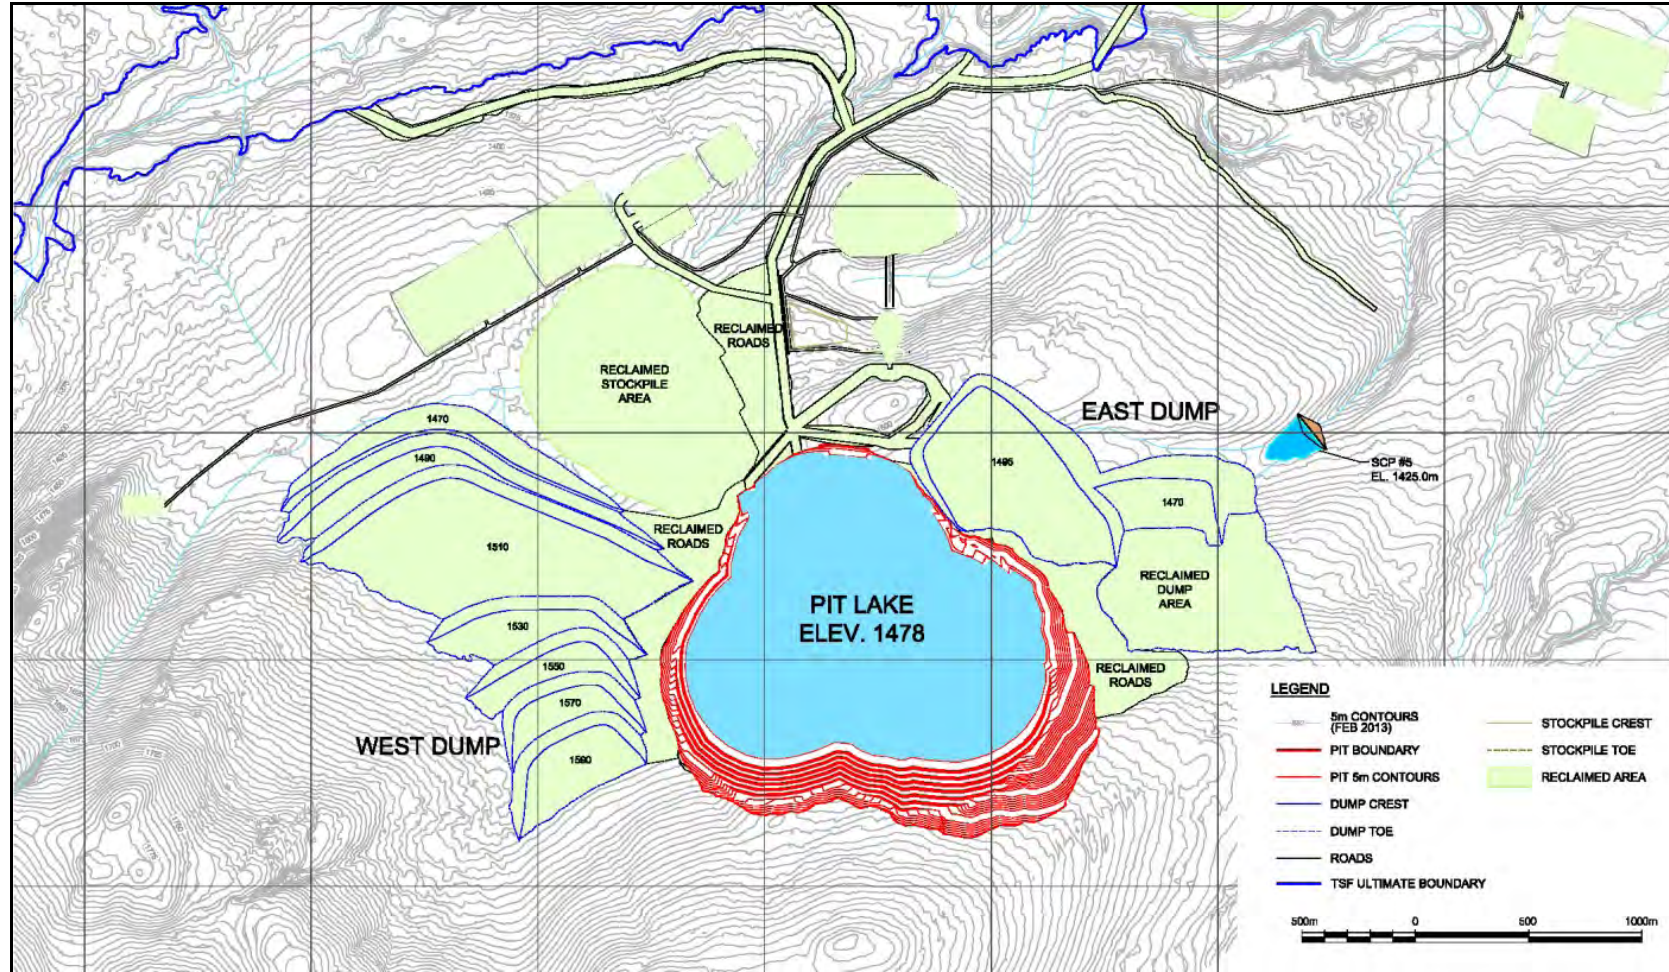 RECLAIMED
ROADS
RECLAIMED
STOCKPILE
AREA
EAST DUMP
1470
1490
1495
SCP #5
EL. 1425.0m
1470
RECLAIMED
ROADS
1510
RECLAIMED
DUMP
AREA
PIT LAKE
ELEV. 1478
1530
1550
RECLAIMED
ROADS
1570
WEST DUMP
1590
LEGEND
5m CONTOURS
(FEB 2013)
PIT BOUNDARY
PIT 5m CONTOURS
DUMP CREST
DUMP TOE
ROADS
TSF ULTIMATE BOUNDARY
STOCKPILE CREST
STOCKPILE TOE
RECLAIMED AREA
500m 0 500 1000m